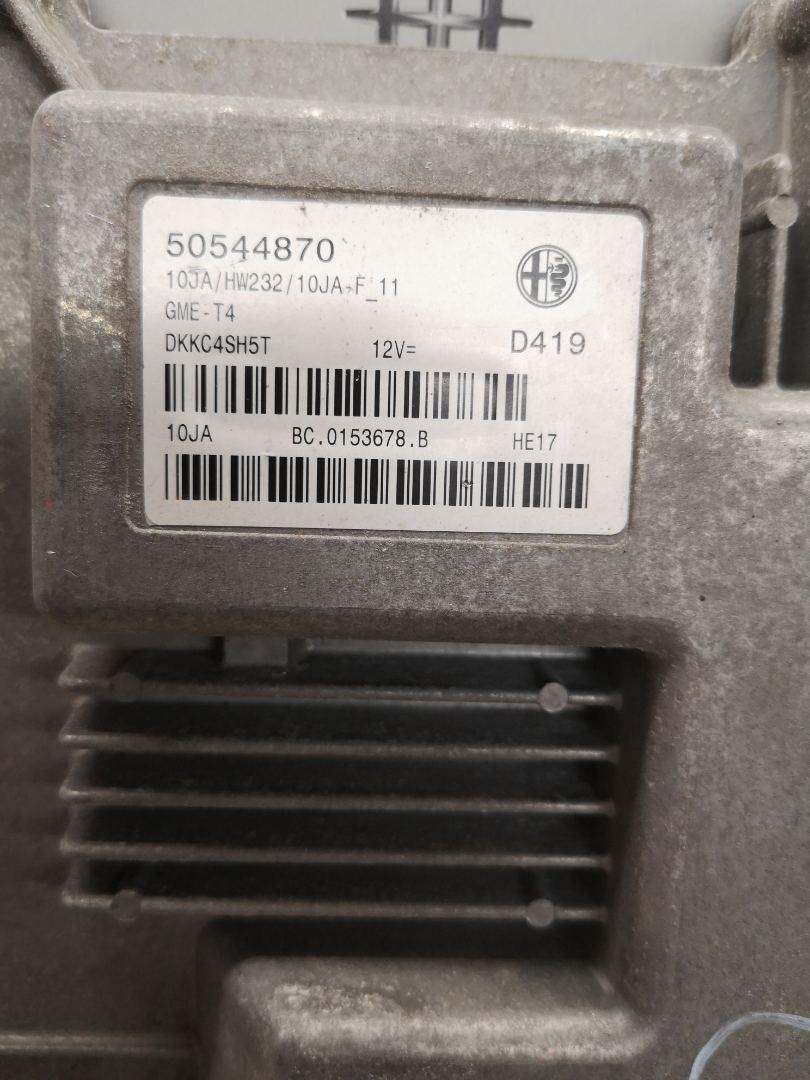 50544870
10JA/HW232/10JA-F_11
GME-T4
DKKC4SH5T 12V= D419
10JA BC.0153678.B HE17